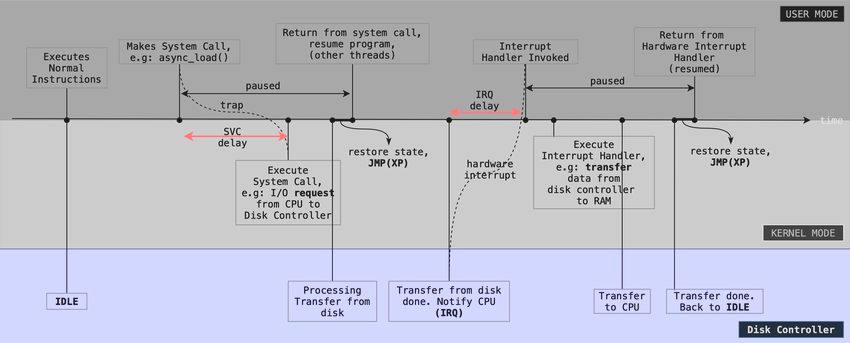 USER MODE
Executes
Normal
Instructions
Makes System Call,
e.g: async_load()
Return from system call,
resume program,
(other threads)
Interrupt
Handler Invoked
Return from
Hardware Interrupt
Handler
(resumed)
paused
trap
IRQ
delay
paused
time
SVC
delay
restore state,
JMP(XP)
Execute
System Call,
e.g: I/O request
from CPU to
Disk Controller
hardware
interrupt
Execute
Interrupt Handler,
e.g: transfer
data from
disk controller
to RAM
restore state,
JMP(XP)
KERNEL MODE
IDLE
Processing
Transfer from
disk
Transfer from disk
done. Notify CPU
(IRQ)
Transfer
to CPU
Transfer done.
Back to IDLE
Disk Controller